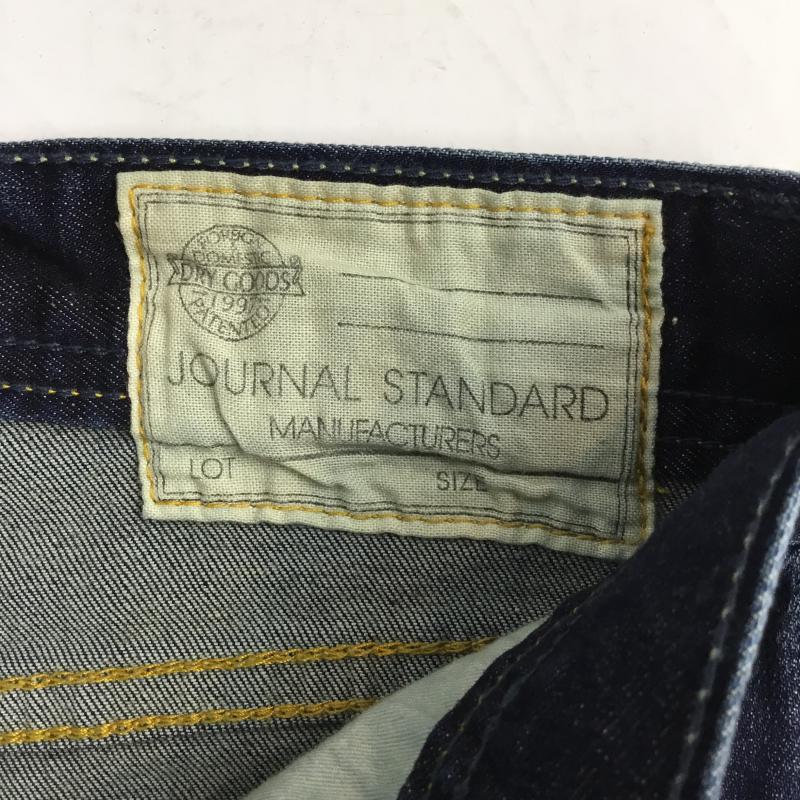 FOREIGN
DOMESTIC
DRY GOODS
1997
PATENTED
JOURNAL STANDARD
MANUFACTURERS
LOT SIZE